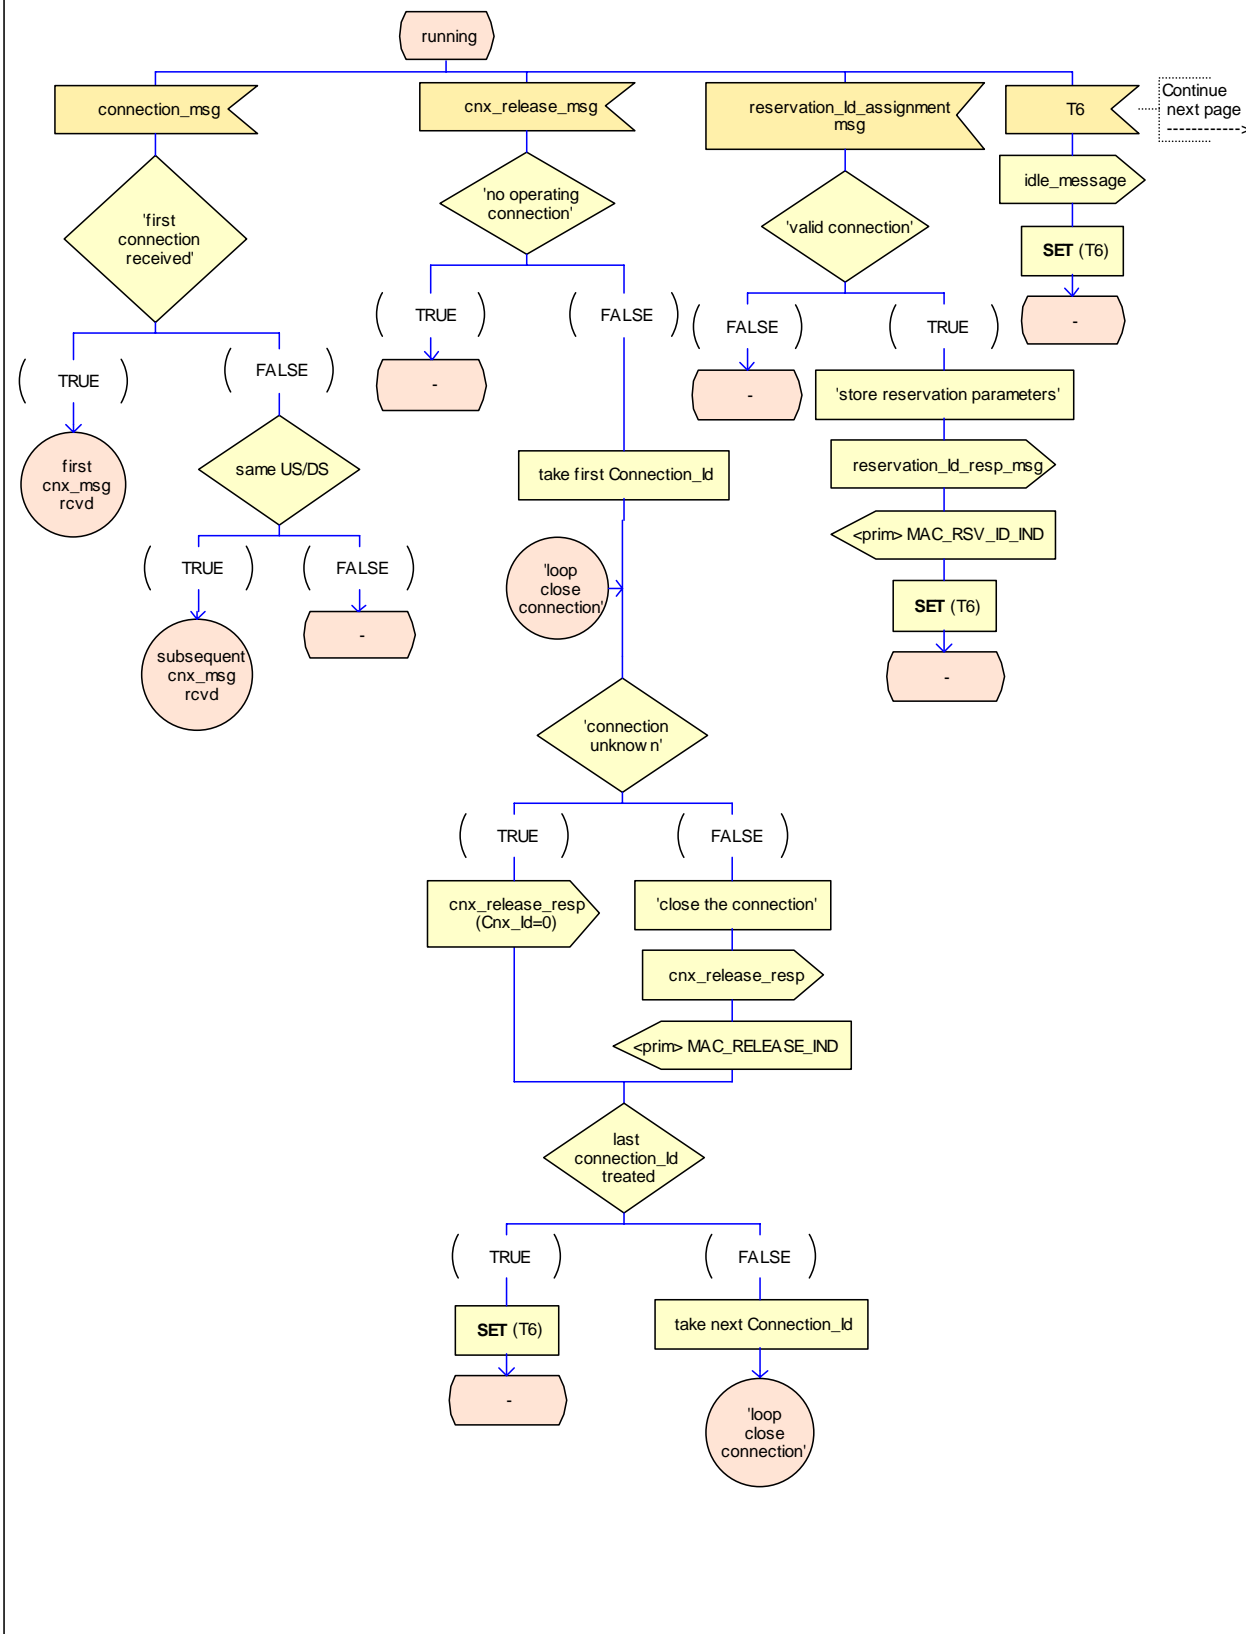 running
connection_msg
cnx_release_msg
reservation_Id_assignment
msg
T6
Continue
next page
----------->
'first
connection
received'
'no operating
connection'
'valid connection'
idle_message
SET (T6)
-
( TRUE )
( FALSE )
( TRUE )
( FALSE )
( FALSE )
( TRUE )
first
cnx_msg
rcvd
same US/DS
-
take first Connection_Id
-
'store reservation parameters'
reservation_Id_resp_msg
<prim> MAC_RSV_ID_IND
SET (T6)
-
( TRUE )
( FALSE )
subsequent
cnx_msg
rcvd
-
'loop
close
connection'
'connection
unknown'
( TRUE )
( FALSE )
cnx_release_resp
(Cnx_Id=0)
'close the connection'
cnx_release_resp
<prim> MAC_RELEASE_IND
last
connection_Id
treated
( TRUE )
( FALSE )
SET (T6)
take next Connection_Id
-
'loop
close
connection'